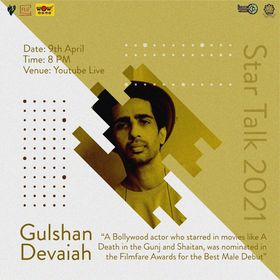 Date: 9th April
Time: 8 PM
Venue: Youtube Live
Star Talk 2021
Gulshan
Devaiah
"A Bollywood actor who starred in movies like A
Death in the Gunj and Shaitan, was nominated in
the Filmfare Awards for the Best Male Debut"